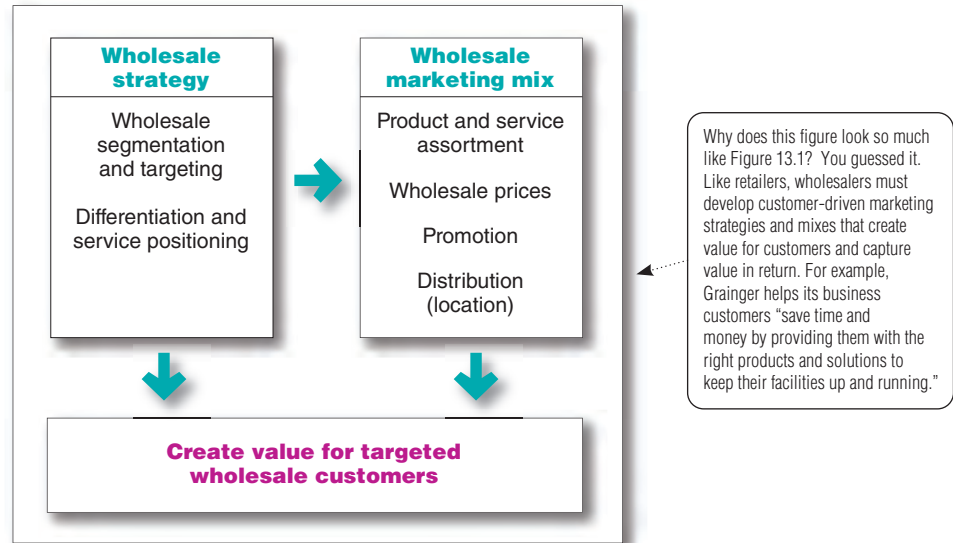 Wholesale
strategy
Wholesale
segmentation
and targeting
Differentiation and
service positioning
Wholesale
marketing mix
Product and service
assortment
Wholesale prices
Promotion
Distribution
(location)
Create value for targeted
wholesale customers
Why does this figure look so much
like Figure 13.1? You guessed it.
Like retailers, wholesalers must
develop customer-driven marketing
strategies and mixes that create
value for customers and capture
value in return. For example,
Grainger helps its business
customers “save time and
money by providing them with the
right products and solutions to
keep their facilities up and running.”